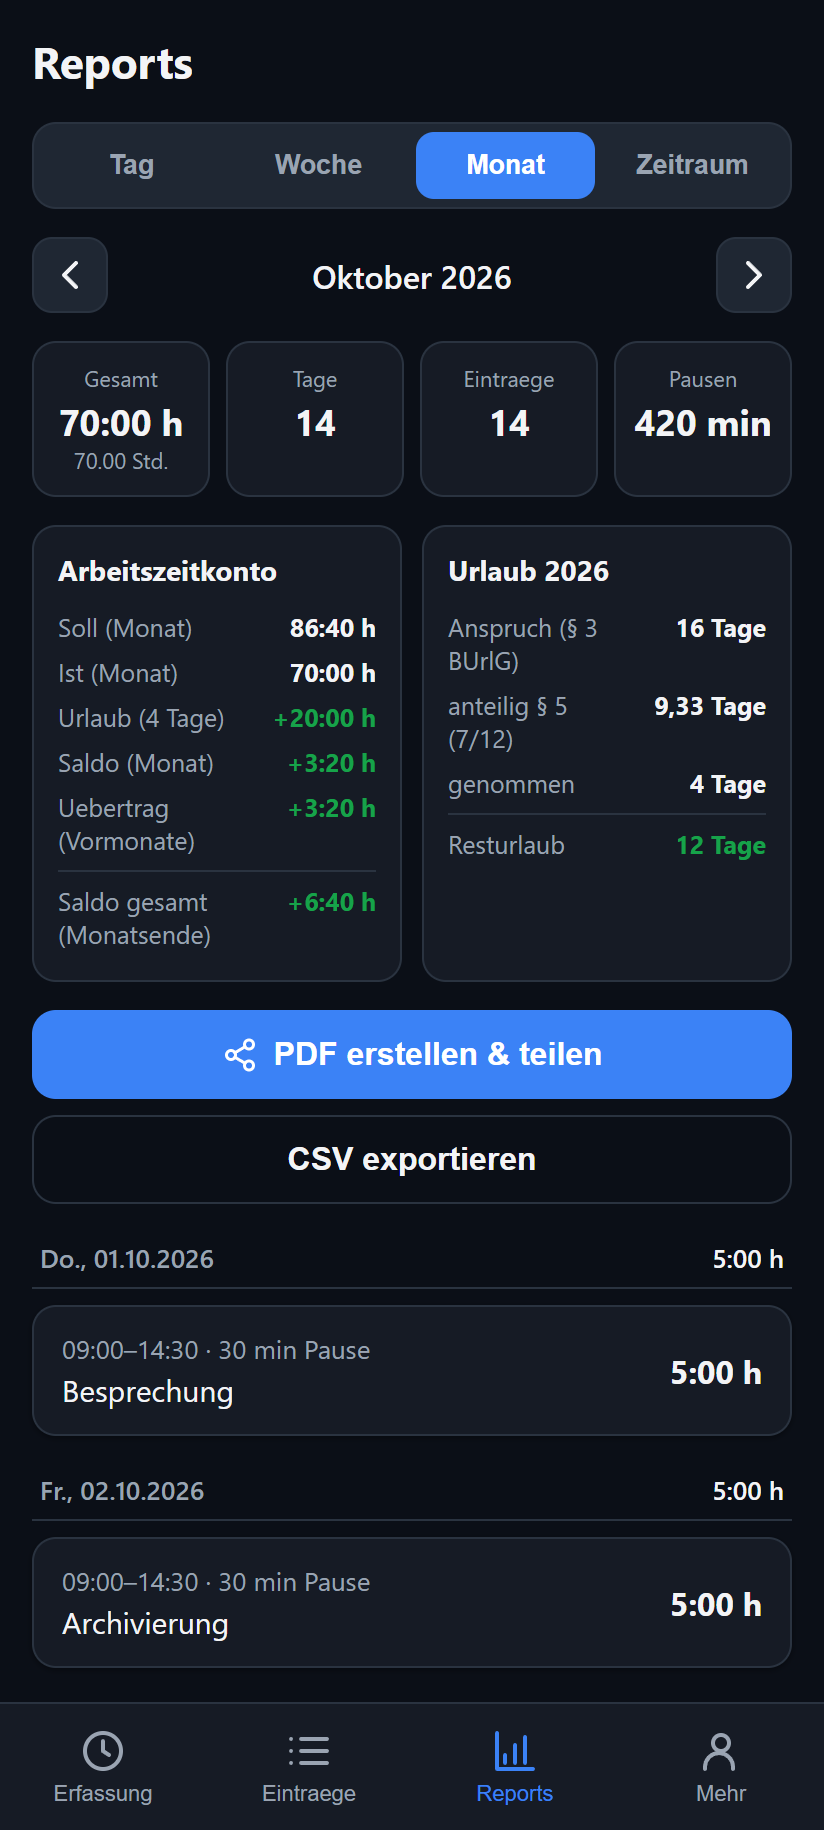 Reports
Tag Woche Monat Zeitraum
Oktober 2026
Gesamt
70:00 h
70.00 Std.
Tage
14
Eintraege
14
Pausen
420 min
Arbeitszeitkonto
Soll (Monat) 86:40 h
Ist (Monat) 70:00 h
Urlaub (4 Tage) +20:00 h
Saldo (Monat) +3:20 h
Uebertrag +3:20 h
(Vormonate)
Saldo gesamt +6:40 h
(Monatsende)
Urlaub 2026
Anspruch (§ 3 16 Tage
BUrlG)
anteilig § 5 9,33 Tage
(7/12)
genommen 4 Tage
Resturlaub 12 Tage
PDF erstellen & teilen
CSV exportieren
Do., 01.10.2026 5:00 h
09:00–14:30 · 30 min Pause
Besprechung
5:00 h
Fr., 02.10.2026 5:00 h
09:00–14:30 · 30 min Pause
Archivierung
5:00 h
Erfassung Eintraege Reports Mehr